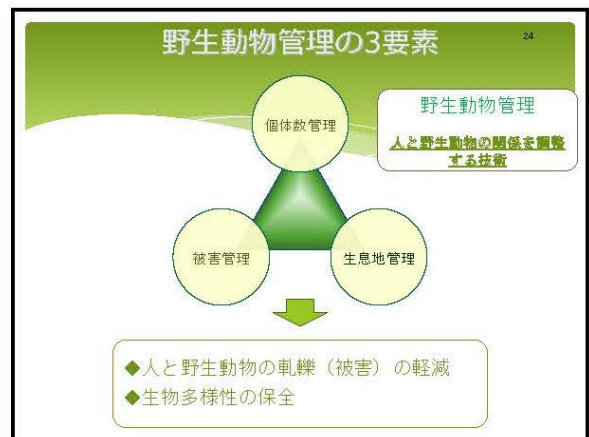 野生動物管理の3要素
24
個体数管理
野生動物管理
人と野生動物の関係を調整
する技術
被害管理
生息地管理
◆人と野生動物の軋轢（被害）の軽減
◆生物多様性の保全